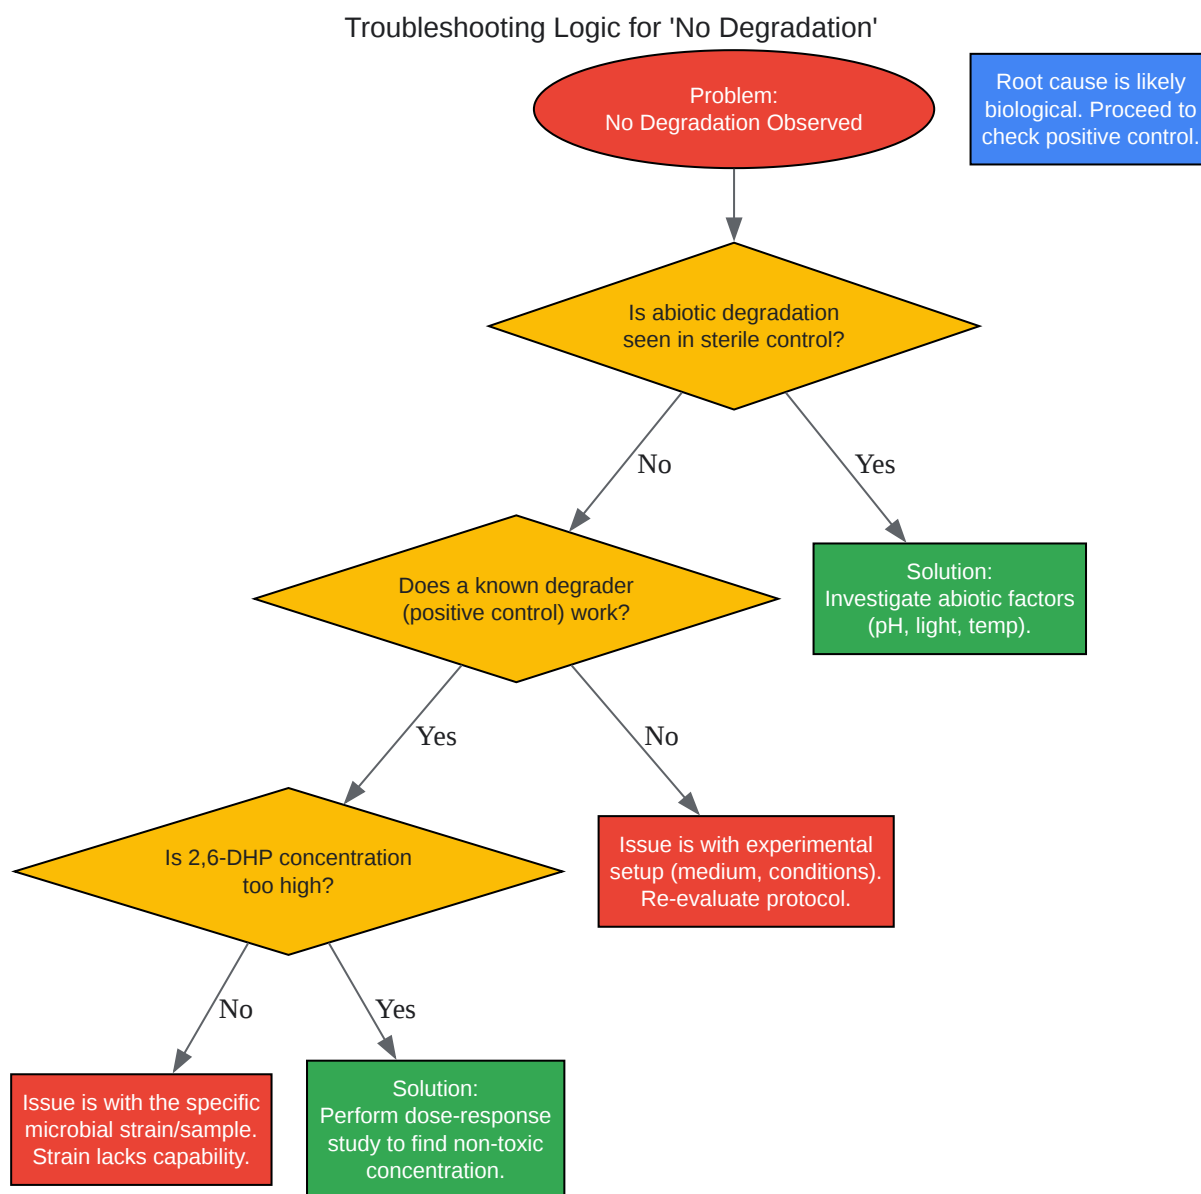 Troubleshooting Logic for 'No Degradation'
Problem:
No Degradation Observed
Root cause is likely
biological. Proceed to
check positive control.
Is abiotic degradation
seen in sterile control?
No
Yes
Does a known degrader
(positive control) work?
Solution:
Investigate abiotic factors
(pH, light, temp).
Yes
No
Is 2,6-DHP concentration
too high?
Issue is with experimental
setup (medium, conditions).
Re-evaluate protocol.
No
Yes
Issue is with the specific
microbial strain/sample.
Strain lacks capability.
Solution:
Perform dose-response
study to find non-toxic
concentration.